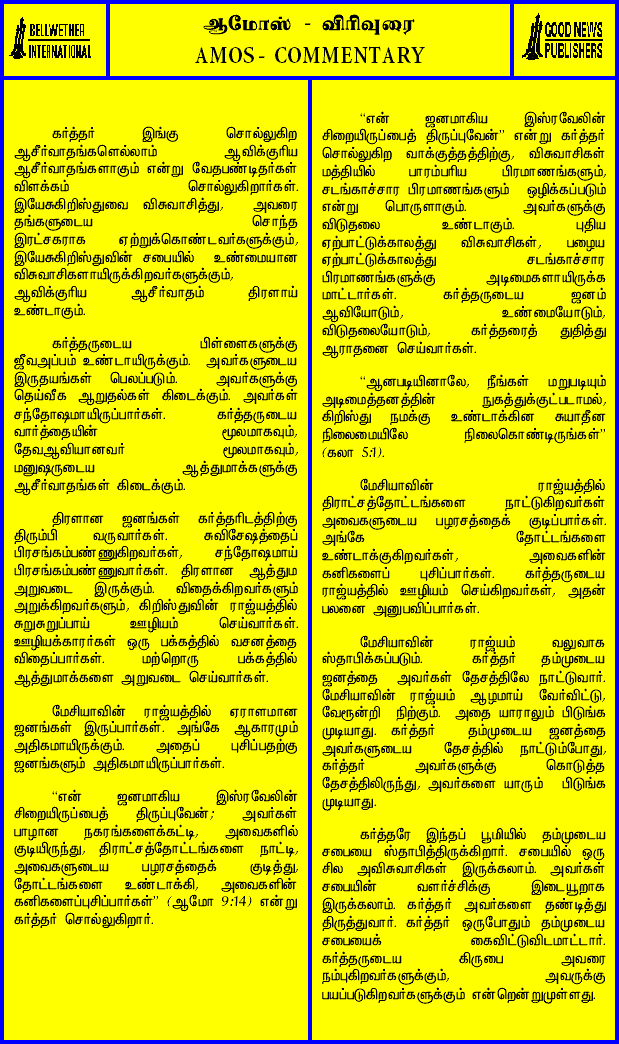 BELLWETHER
INTERNATIONAL
ஆமோஸ் - விரிவுரை
AMOS - COMMENTARY
GOOD NEWS
PUBLISHERS
கர்த்தர் இங்கு சொல்லுகிற
ஆசீர்வாதங்களெல்லாம் ஆவிக்குரிய
ஆசீர்வாதங்களாகும் என்று வேதபண்டிதர்கள்
விளக்கம் சொல்லுகிறார்கள்.
இயேசுகிறிஸ்துவை விசுவாசித்து, அவரை
தங்களுடைய சொந்த
இரட்சகராக ஏற்றுக்கொண்டவர்களுக்கும்,
இயேசுகிறிஸ்துவின் சபையில் உண்மையான
விசுவாசிகளாயிருக்கிறவர்களுக்கும்,
ஆவிக்குரிய ஆசீர்வாதம் திரளாய்
உண்டாகும்.
கர்த்தருடைய பிள்ளைகளுக்கு
ஜீவஅப்பம் உண்டாயிருக்கும். அவர்களுடைய
இருதயங்கள் பெலப்படும். அவர்களுக்கு
தெய்வீக ஆறுதல்கள் கிடைக்கும். அவர்கள்
சந்தோஷமாயிருப்பார்கள். கர்த்தருடைய
வார்த்தையின் மூலமாகவும்,
தேவஆவியானவர் மூலமாகவும்,
மனுஷருடைய ஆத்துமாக்களுக்கு
ஆசீர்வாதங்கள் கிடைக்கும்.
திரளான ஜனங்கள் கர்த்தரிடத்திற்கு
திரும்பி வருவார்கள். சுவிசேஷத்தைப்
பிரசங்கம்பண்ணுகிறவர்கள், சந்தோஷமாய்
பிரசங்கம்பண்ணுவார்கள். திரளான ஆத்தும
அறுவடை இருக்கும். விதைக்கிறவர்களும்
அறுக்கிறவர்களும், கிறிஸ்துவின் ராஜ்யத்தில்
சுறுசுறுப்பாய் ஊழியம் செய்வார்கள்.
ஊழியக்காரர்கள் ஒரு பக்கத்தில் வசனத்தை
விதைப்பார்கள். மற்றொரு பக்கத்தில்
ஆத்துமாக்களை அறுவடை செய்வார்கள்.
மேசியாவின் ராஜ்யத்தில் ஏராளமான
ஜனங்கள் இருப்பார்கள். அங்கே ஆகாரமும்
அதிகமாயிருக்கும். அதைப் புசிப்பதற்கு
ஜனங்களும் அதிகமாயிருப்பார்கள்.
“என் ஜனமாகிய இஸ்ரவேலின்
சிறையிருப்பைத் திருப்புவேன்; அவர்கள்
பாழான நகரங்களைக்கட்டி, அவைகளில்
குடியிருந்து, திராட்சத்தோட்டங்களை நாட்டி,
அவைகளுடைய பழரசத்தைக் குடித்து,
தோட்டங்களை உண்டாக்கி, அவைகளின்
கனிகளைப்புசிப்பார்கள்” (ஆமோ 9:14) என்று
கர்த்தர் சொல்லுகிறார்.
“என் ஜனமாகிய இஸ்ரவேலின்
சிறையிருப்பைத் திருப்புவேன்” என்று கர்த்தர்
சொல்லுகிற வாக்குத்தத்திற்கு, விசுவாசிகள்
மத்தியில் பாரம்பரிய பிரமாணங்களும்,
சடங்காச்சார பிரமாணங்களும் ஒழிக்கப்படும்
என்று பொருளாகும். அவர்களுக்கு
விடுதலை உண்டாகும். புதிய
ஏற்பாட்டுக்காலத்து விசுவாசிகள், பழைய
ஏற்பாட்டுக்காலத்து சடங்காச்சார
பிரமாணங்களுக்கு அடிமைகளாயிருக்க
மாட்டார்கள். கர்த்தருடைய ஜனம்
ஆவியோடும், உண்மையோடும்,
விடுதலையோடும், கர்த்தரைத் துதித்து
ஆராதனை செய்வார்கள்.
“ஆனபடியினாலே, நீங்கள் மறுபடியும்
அடிமைத்தனத்தின் நுகத்துக்குட்படாமல்,
கிறிஸ்து நமக்கு உண்டாக்கின சுயாதீன
நிலைமையிலே நிலைகொண்டிருங்கள்”
(கலா 5:1).
மேசியாவின் ராஜ்யத்தில்
திராட்சத்தோட்டங்களை நாட்டுகிறவர்கள்
அவைகளுடைய பழரசத்தைக் குடிப்பார்கள்.
அங்கே தோட்டங்களை
உண்டாக்குகிறவர்கள், அவைகளின்
கனிகளைப் புசிப்பார்கள். கர்த்தருடைய
ராஜ்யத்தில் ஊழியம் செய்கிறவர்கள், அதன்
பலனை அனுபவிப்பார்கள்.
மேசியாவின் ராஜ்யம் வலுவாக
ஸ்தாபிக்கப்படும். கர்த்தர் தம்முடைய
ஜனத்தை அவர்கள் தேசத்திலே நாட்டுவார்.
மேசியாவின் ராஜ்யம் ஆழமாய் வேர்விட்டு,
வேரூன்றி நிற்கும். அதை யாராலும் பிடுங்க
முடியாது. கர்த்தர் தம்முடைய ஜனத்தை
அவர்களுடைய தேசத்தில் நாட்டும்போது,
கர்த்தர் அவர்களுக்கு கொடுத்த
தேசத்திலிருந்து, அவர்களை யாரும் பிடுங்க
முடியாது.
கர்த்தரே இந்தப் பூமியில் தம்முடைய
சபையை ஸ்தாபித்திருக்கிறார். சபையில் ஒரு
சில அவிசுவாசிகள் இருக்கலாம். அவர்கள்
சபையின் வளர்ச்சிக்கு இடையூறாக
இருக்கலாம். கர்த்தர் அவர்களை தண்டித்து
திருத்துவார். கர்த்தர் ஒருபோதும் தம்முடைய
சபையைக் கைவிட்டுவிடமாட்டார்.
கர்த்தருடைய கிருபை அவரை
நம்புகிறவர்களுக்கும், அவருக்கு
பயப்படுகிறவர்களுக்கும் என்றென்றுமுள்ளது.